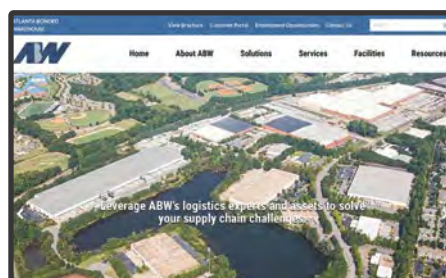 ATLANTA BONDED
WAREHOUSE
View Brochure Corporate Portal Employment Opportunities Contact Us
ABW
Home About ABW Solutions Services Facilities Resources
Leverage ABW's logistics experts and assets to solve
your supply chain challenges.